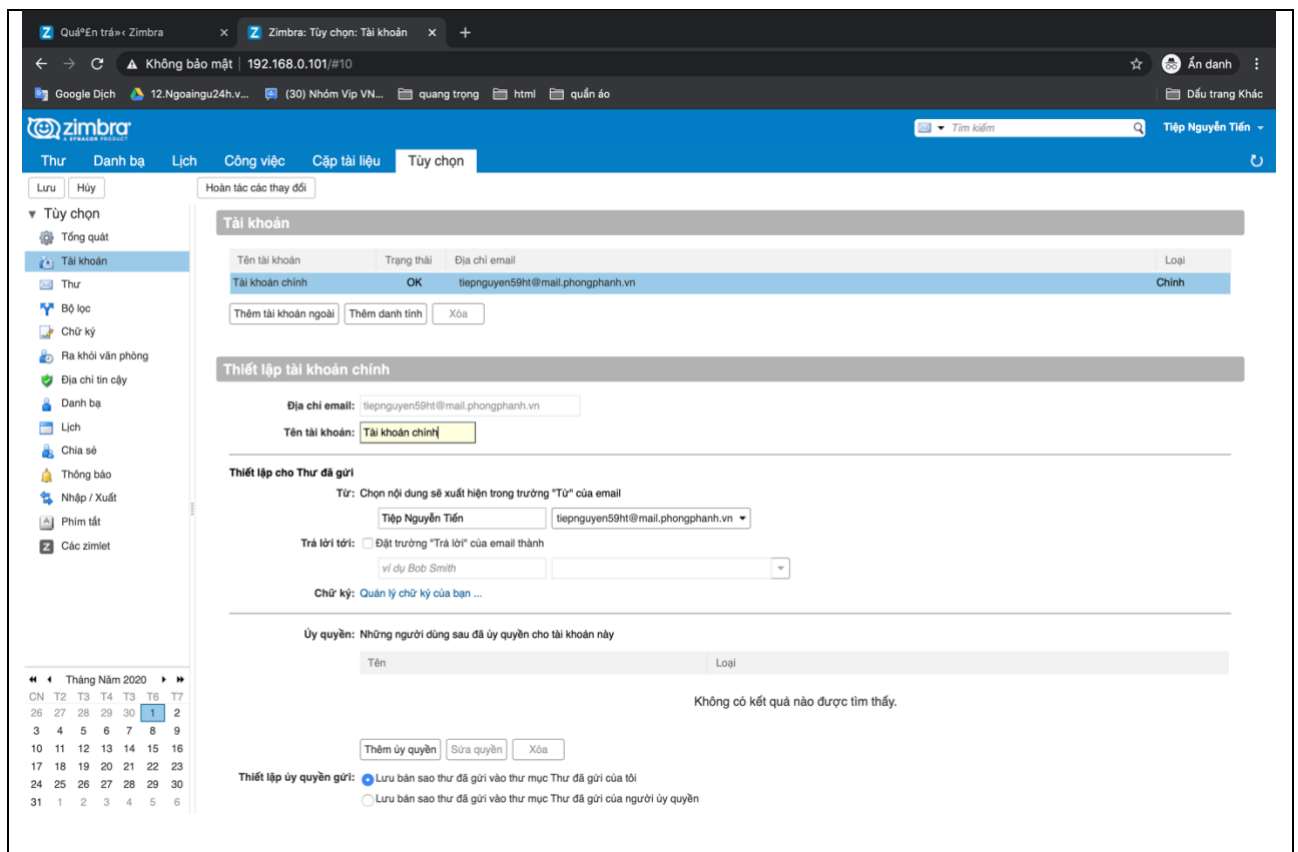 Quáº£n trá»‹ Zimbra × Zimbra: Tùy chọn: Tài khoản × +
Không bảo mật | 192.168.0.101/#10 Ẩn danh
Google Dịch 12.Ngoaingu24h.v... (30) Nhóm Vip VN... quang trọng html quần áo Dấu trang Khác
zimbra Tìm kiếm Tiệp Nguyễn Tiến
A SYNACOR PRODUCT
Thư Danh bạ Lịch Công việc Cặp tài liệu Tùy chọn
Lưu Hủy Hoàn tác các thay đổi
Tùy chọn
Tổng quát
Tài khoản
Thư
Bộ lọc
Chữ ký
Ra khỏi văn phòng
Địa chỉ tin cậy
Danh bạ
Lịch
Chia sẻ
Thông báo
Nhập / Xuất
Phím tắt
Các zimlet
Tháng Năm 2020
CN T2 T3 T4 T3 T6 T7
26 27 28 29 30 1 2
3 4 5 6 7 8 9
10 11 12 13 14 15 16
17 18 19 20 21 22 23
24 25 26 27 28 29 30
31 1 2 3 4 5 6
Tài khoản
Tên tài khoản Trạng thái Địa chỉ email Loại
Tài khoản chính OK tiepnguyen59ht@mail.phongphanh.vn Chính
Thêm tài khoản ngoài Thêm danh tính Xóa
Thiết lập tài khoản chính
Địa chỉ email: tiepnguyen59ht@mail.phongphanh.vn
Tên tài khoản: Tài khoản chính
Thiết lập cho Thư đã gửi
Từ: Chọn nội dung sẽ xuất hiện trong trường "Từ" của email
Tiệp Nguyễn Tiến tiepnguyen59ht@mail.phongphanh.vn
Trả lời tới: Đặt trường "Trả lời" của email thành
ví dụ Bob Smith
Chữ ký: Quản lý chữ ký của bạn ...
Ủy quyền: Những người dùng sau đã ủy quyền cho tài khoản này
Tên Loại
Không có kết quả nào được tìm thấy.
Thêm ủy quyền Sửa quyền Xóa
Thiết lập ủy quyền gửi: Lưu bản sao thư đã gửi vào thư mục Thư đã gửi của tôi
Lưu bản sao thư đã gửi vào thư mục Thư đã gửi của người ủy quyền